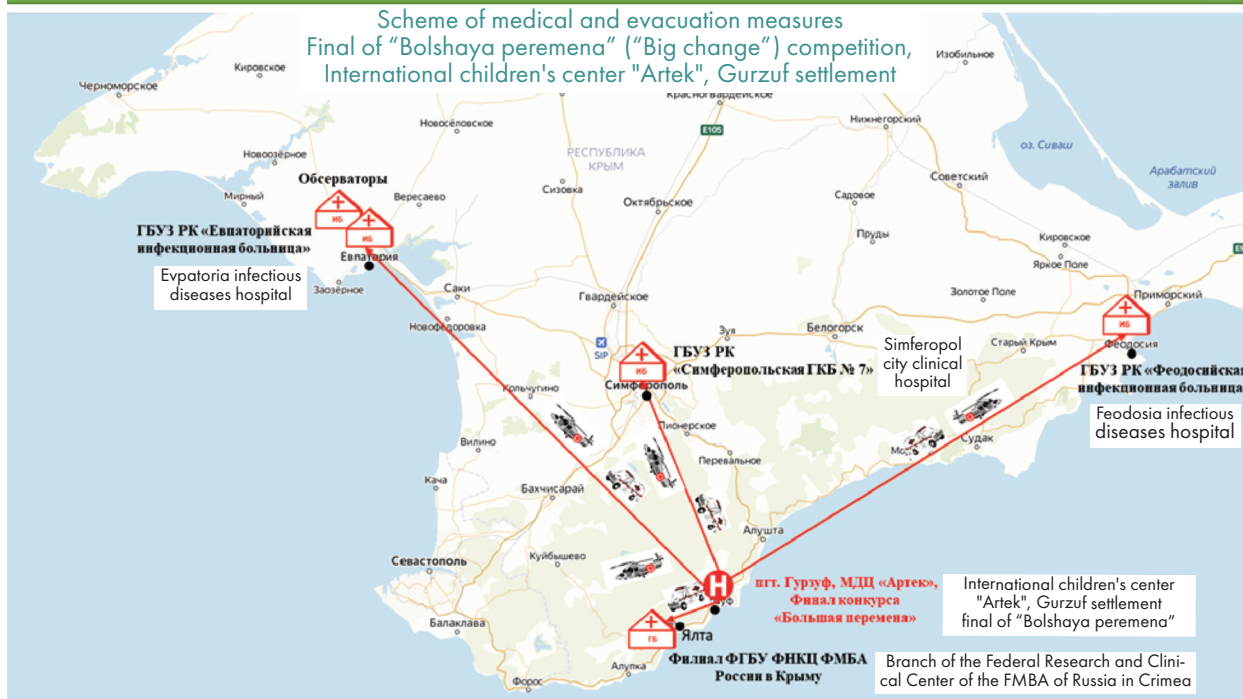 Scheme of medical and evacuation measures
Final of “Bolshaya peremena” (“Big change”) competition,
International children's center "Artek", Gurzuf settlement
Изобильное
Кировское
Черноморское
Красногвардейское
Нижнегорский
Новосёловское
E105
оз. Сиваш
РЕСПУБЛИКА
КРЫМ
Новоозёрное
Арабатский
залив
Обсерваторы
Советский
Мирный
Вересаево
Сизовка
Садовое
Октябрьское
ИБ
ИБ
ГБУЗ РК «Евпаторийская
инфекционная больница»
Пруды
Кировское
Евпатория
Яркое Поле
Evpatoria infectious
diseases hospital
Заозёрное
Саки
Гвардейское
Золотое Поле
Приморский
Новофёдоровка
Зуя
Белогорск
ИБ
SIP
Старый Крым
Феодосия
ГБУЗ РК
«Симферопольская ГКБ № 7»
Simferopol
city clinical
hospital
ИБ
Симферополь
ГБУЗ РК «Феодосийская
инфекционная больница
Кольчугино
Feodosia infectious
diseases hospital
Пионерское
Судак
Вилино
Перевальное
Кача
Бахчисарай
Алушта
Севастополь
Куйбышево
H
пгт. Гурзуф, МДЦ «Артек»,
Финал конкурса
«Большая перемена»
International children's center
"Artek", Gurzuf settlement
final of “Bolshaya peremena”
Балаклава
ГБ
Ялта
Филиал ФГБУ ФНКЦ ФМБА
России в Крыму
Branch of the Federal Research and Clini-
cal Center of the FMBA of Russia in Crimea
Алупка
Форос